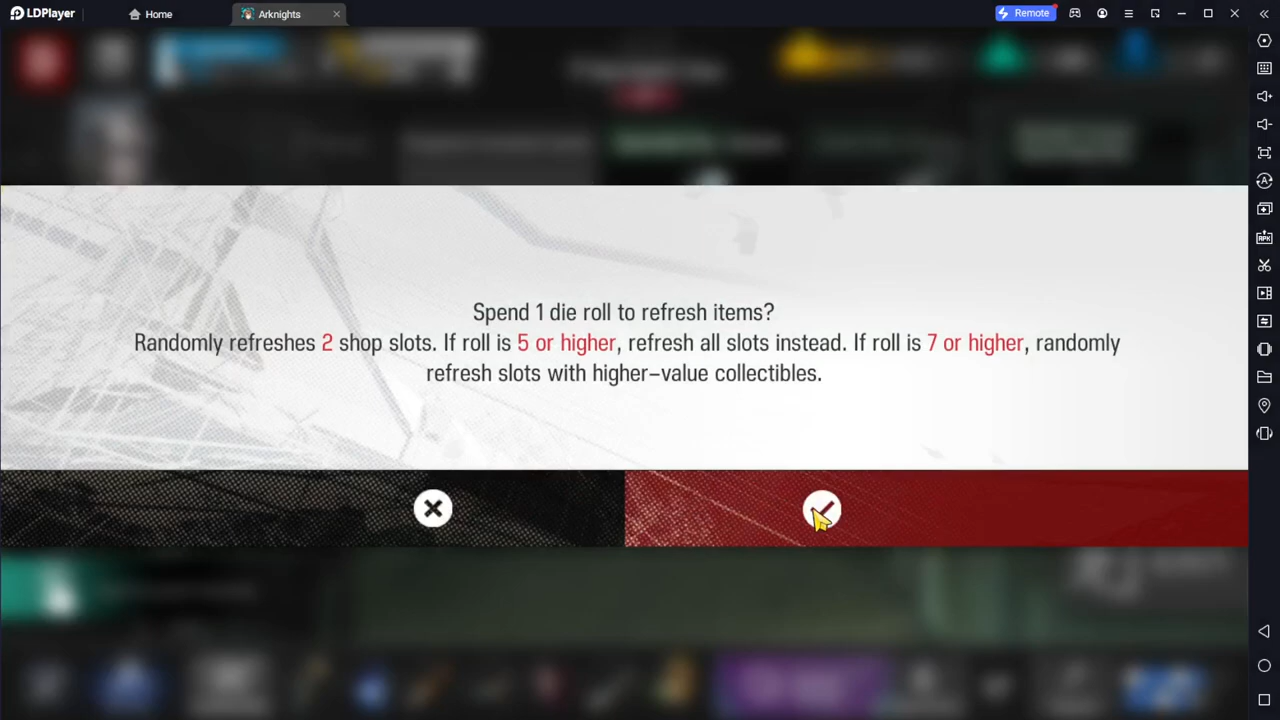 LDPlayer
Home
Arknights
Remote
Spend 1 die roll to refresh items?
Randomly refreshes 2 shop slots. If roll is 5 or higher, refresh all slots instead. If roll is 7 or higher, randomly
refresh slots with higher-value collectibles.
APK